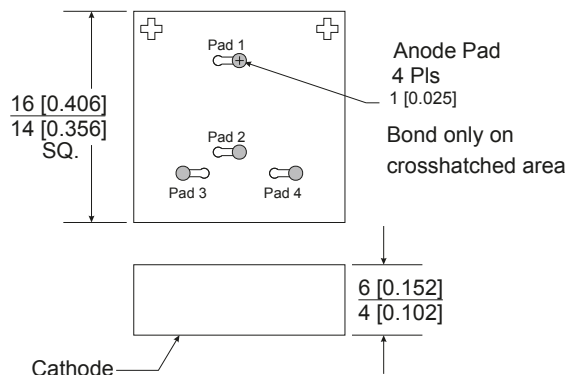 Pad 1
Anode Pad
4 Pls
1 [0.025]
16 [0.406]
14 [0.356]
SQ.
Bond only on
crosshatched area
Pad 2
Pad 3
Pad 4
6 [0.152]
4 [0.102]
Cathode